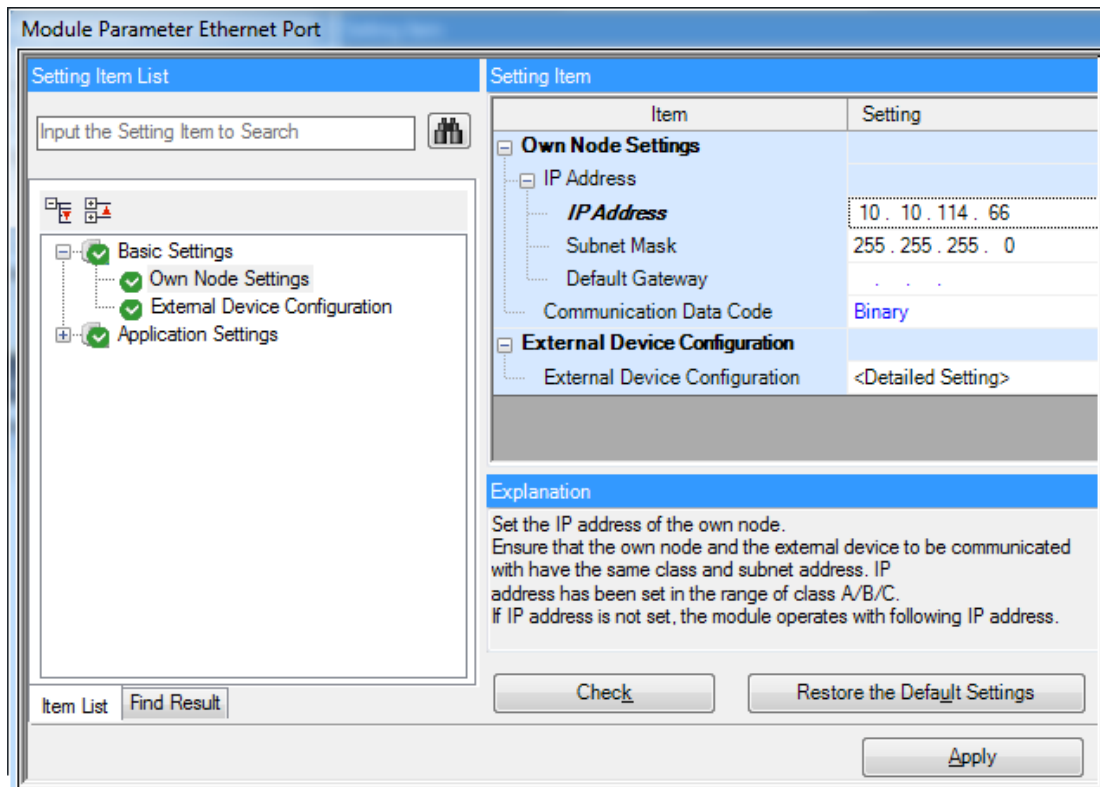 Module Parameter Ethernet Port
Setting Item List
Input the Setting Item to Search
Basic Settings
Own Node Settings
External Device Configuration
Application Settings
Item List Find Result
Setting Item
Item Setting
Own Node Settings
IP Address
IP Address 10 . 10 . 114 . 66
Subnet Mask 255 . 255 . 255 . 0
Default Gateway . . .
Communication Data Code Binary
External Device Configuration
External Device Configuration <Detailed Setting>
Explanation
Set the IP address of the own node.
Ensure that the own node and the external device to be communicated
with have the same class and subnet address. IP
address has been set in the range of class A/B/C.
If IP address is not set, the module operates with following IP address.
Check Restore the Default Settings
Apply